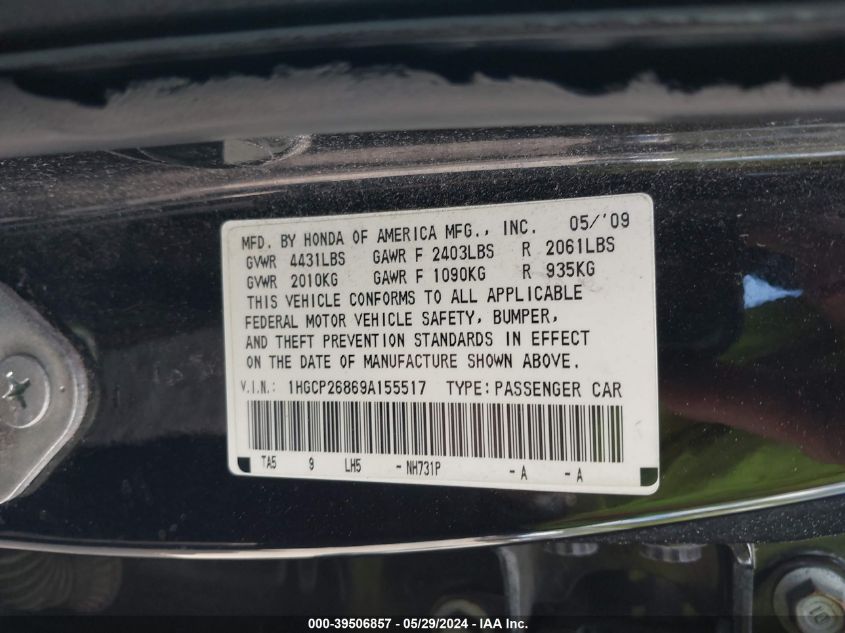 MFD. BY HONDA OF AMERICA MFG., INC. 05/'09
GVWR 4431LBS GAWR F 2403LBS R 2061LBS
GVWR 2010KG GAWR F 1090KG R 935KG
THIS VEHICLE CONFORMS TO ALL APPLICABLE
FEDERAL MOTOR VEHICLE SAFETY, BUMPER,
AND THEFT PREVENTION STANDARDS IN EFFECT
ON THE DATE OF MANUFACTURE SHOWN ABOVE.
V.I.N.: 1HGCP26869A155517 TYPE: PASSENGER CAR
TA5 9 LH5 - NH731P - A - A
000-39506857 - 05/29/2024 - IAA Inc.